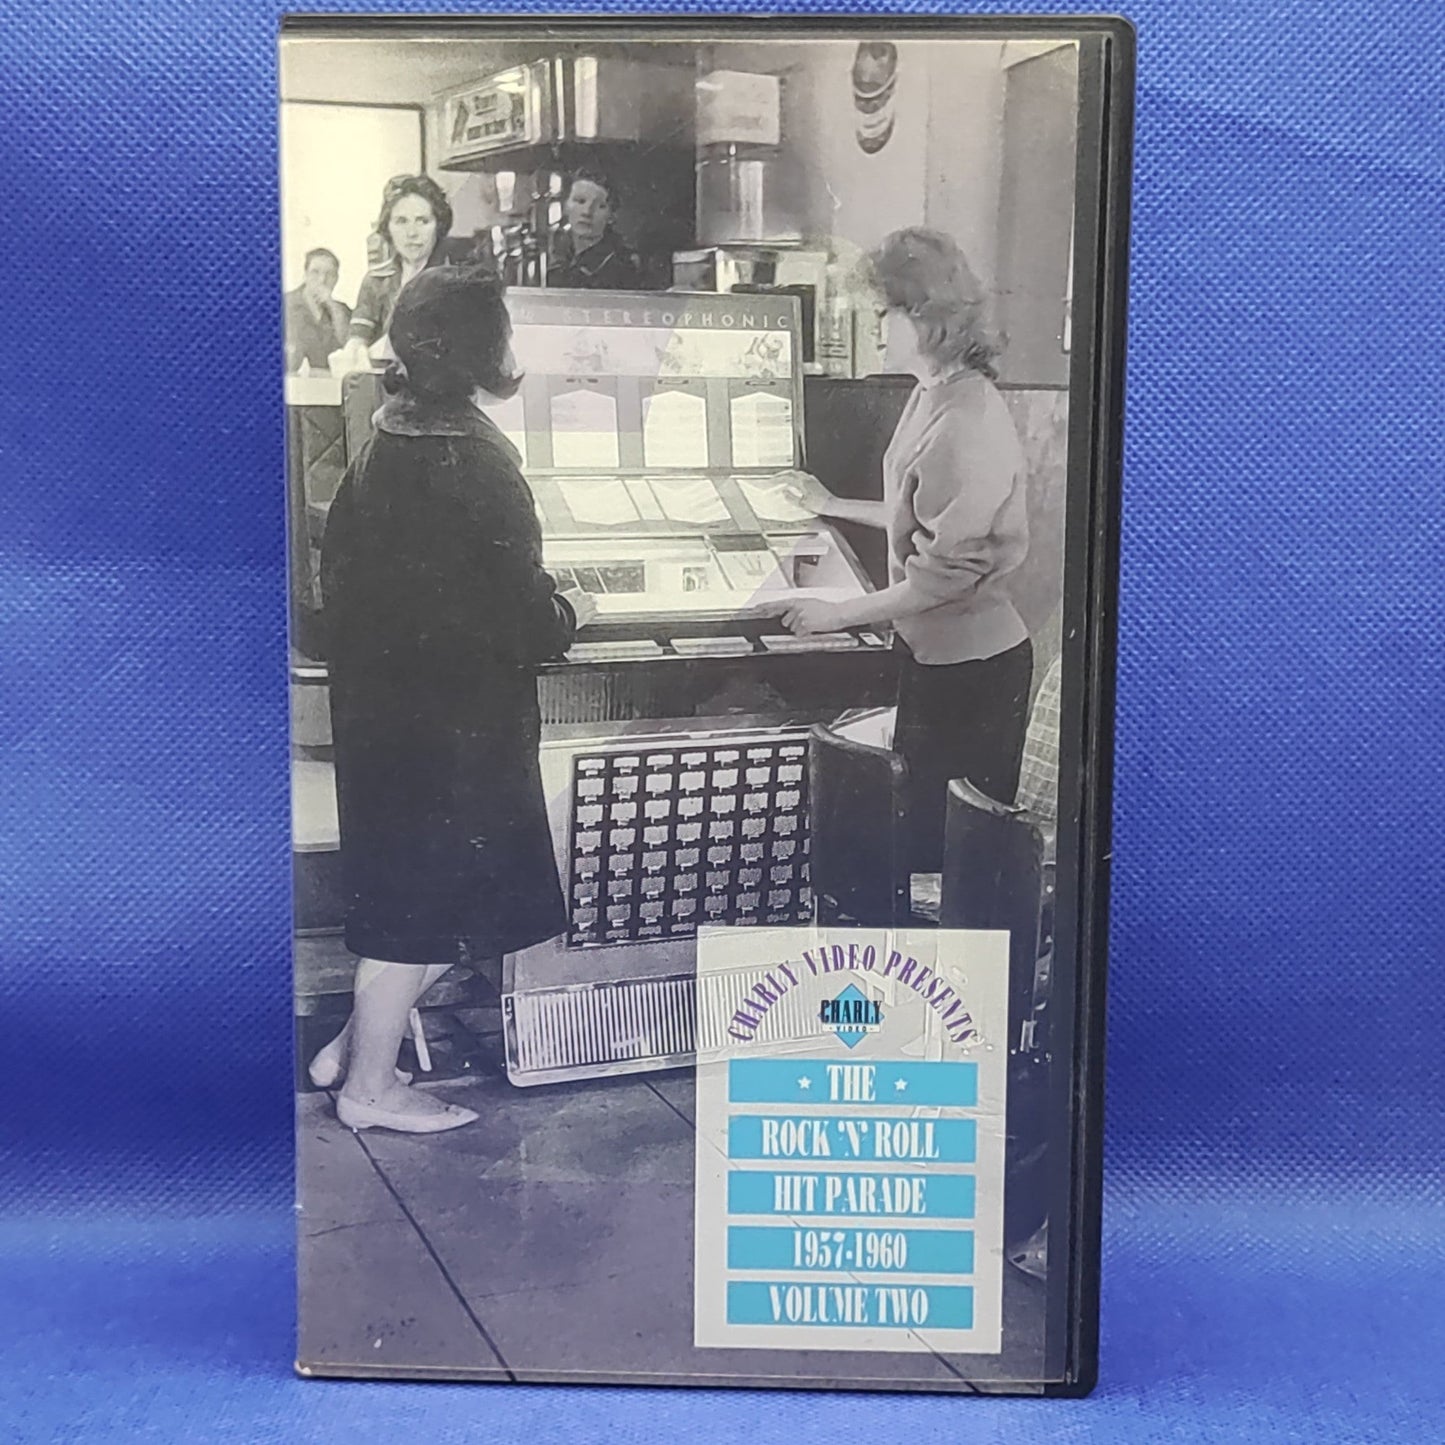 STEREOPHONIC
CHARLY VIDEO PRESENTS
CHARLY
VIDEO
THE
ROCK 'N' ROLL
HIT PARADE
1957-1960
VOLUME TWO